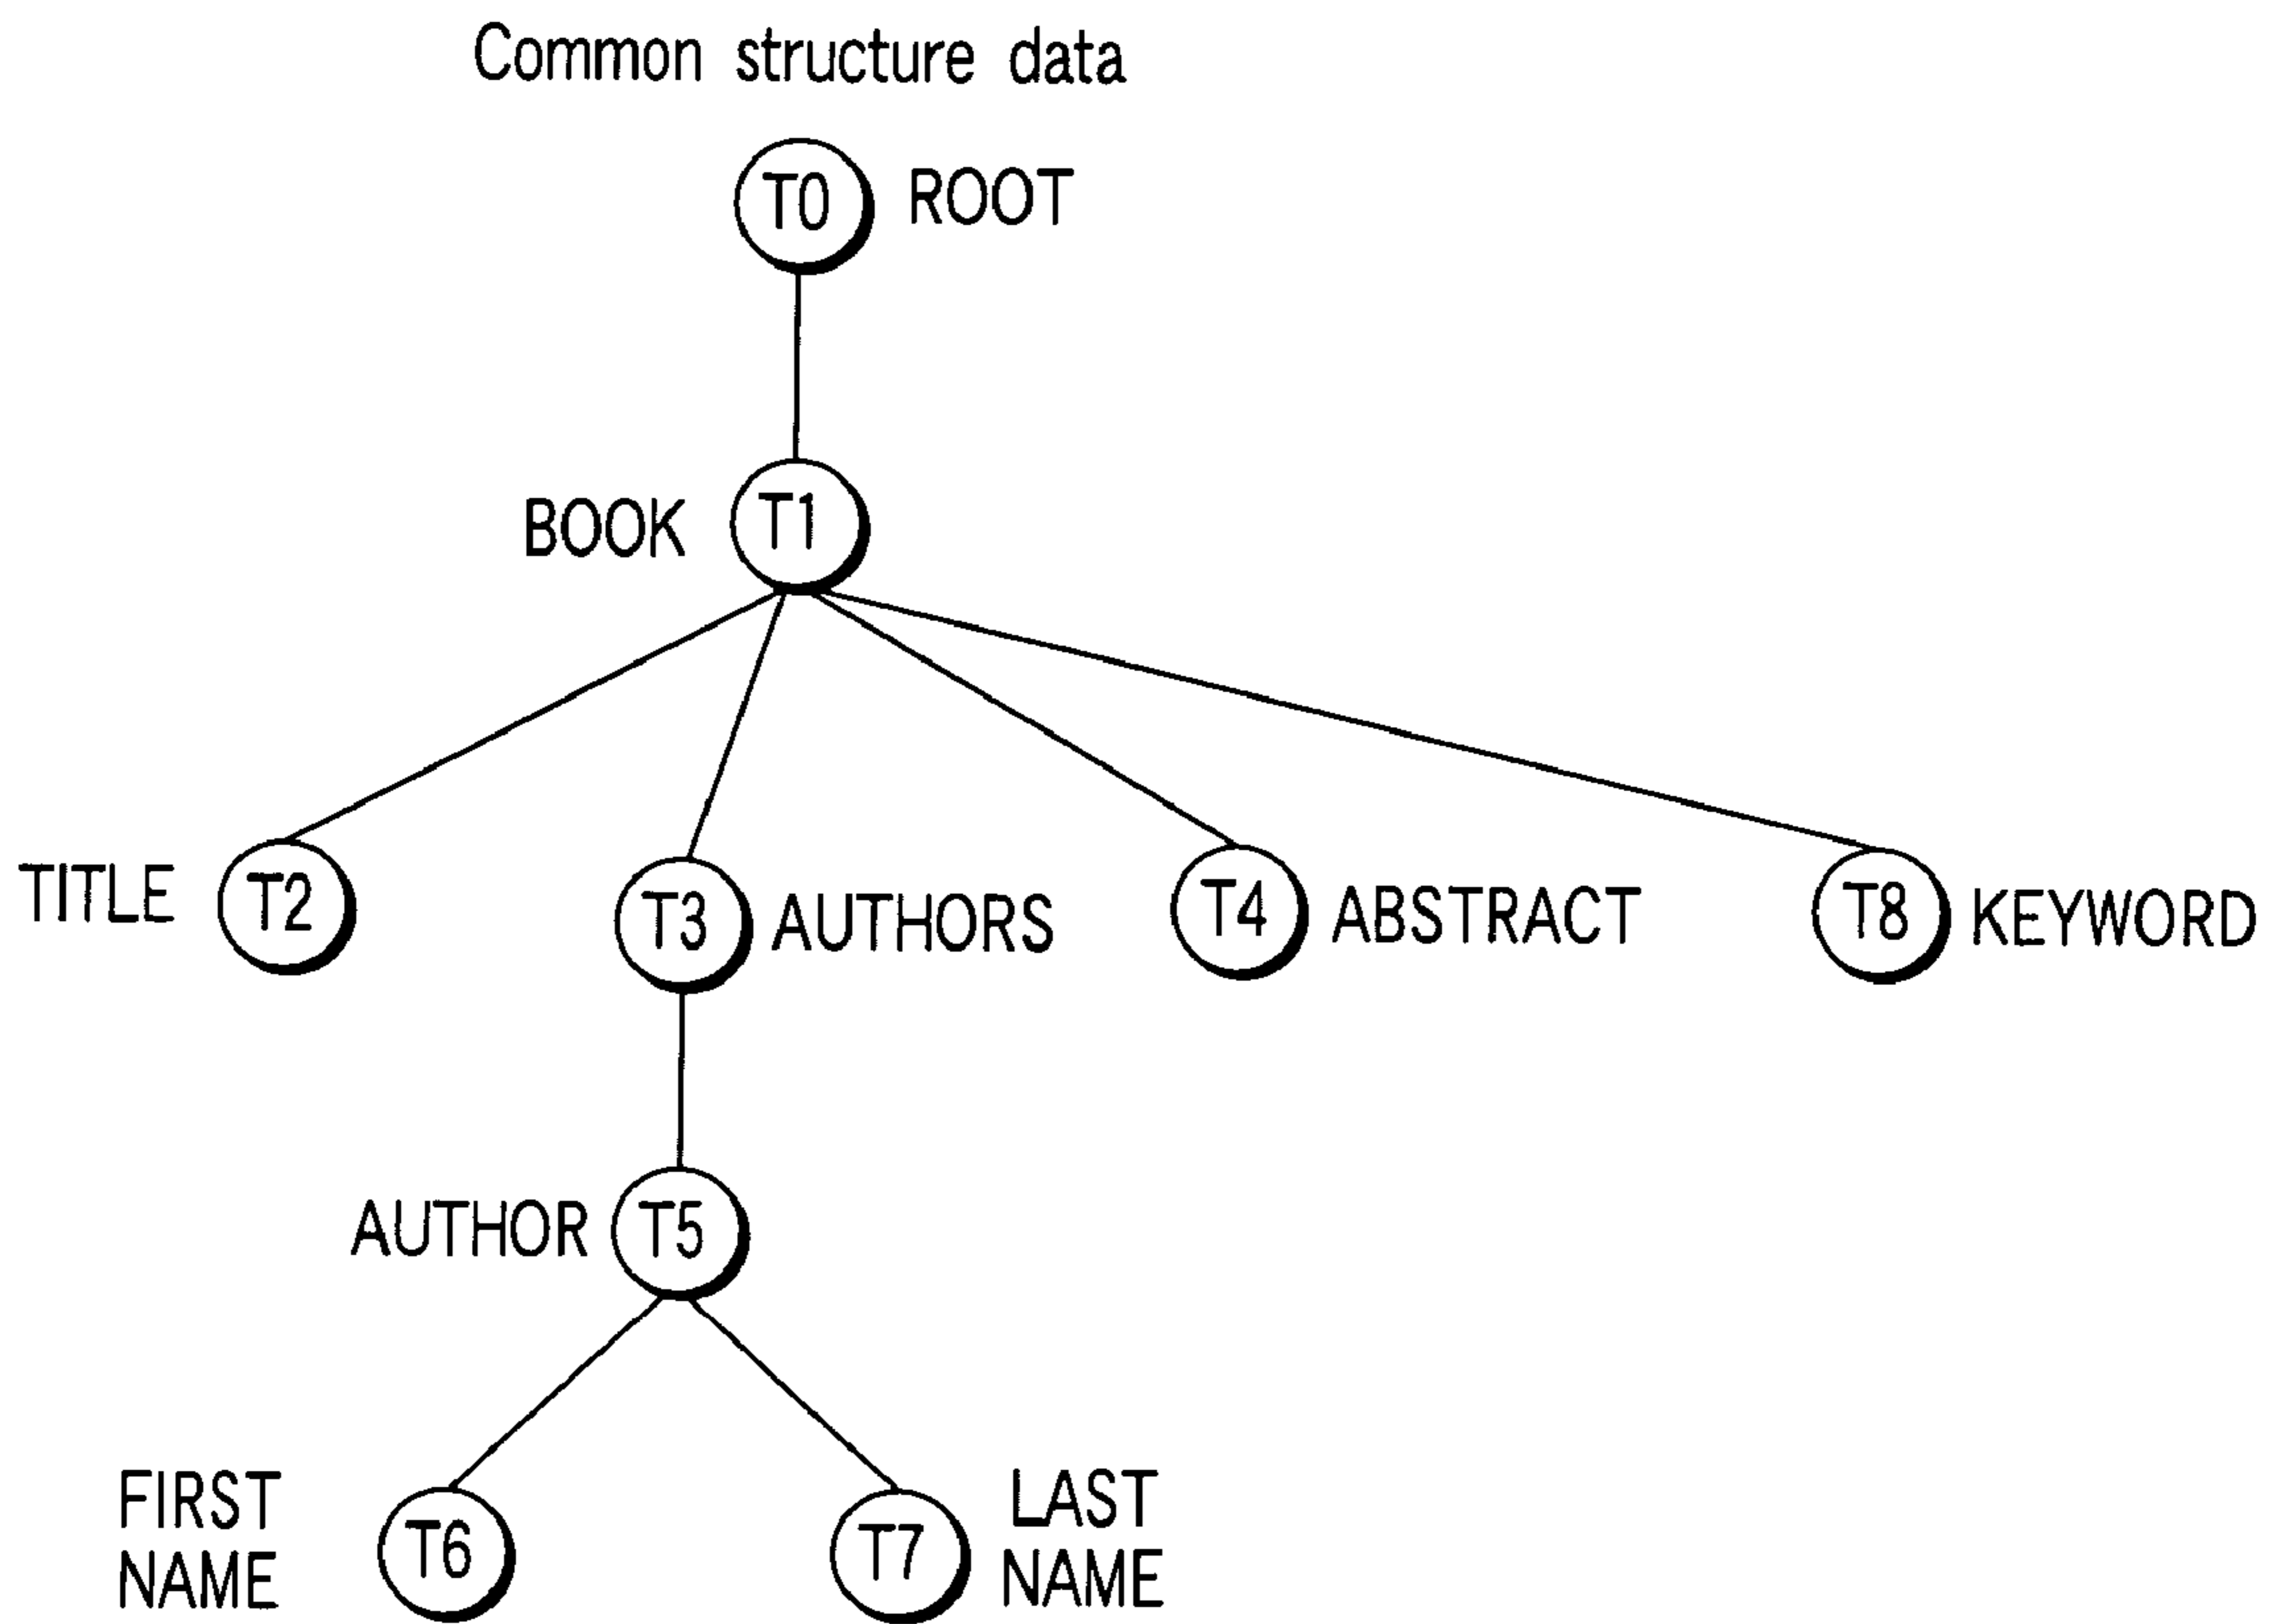 Common structure data
T0 ROOT
BOOK T1
TITLE T2 T3 AUTHORS T4 ABSTRACT T8 KEYWORD
AUTHOR T5
FIRST NAME T6 T7 LAST NAME